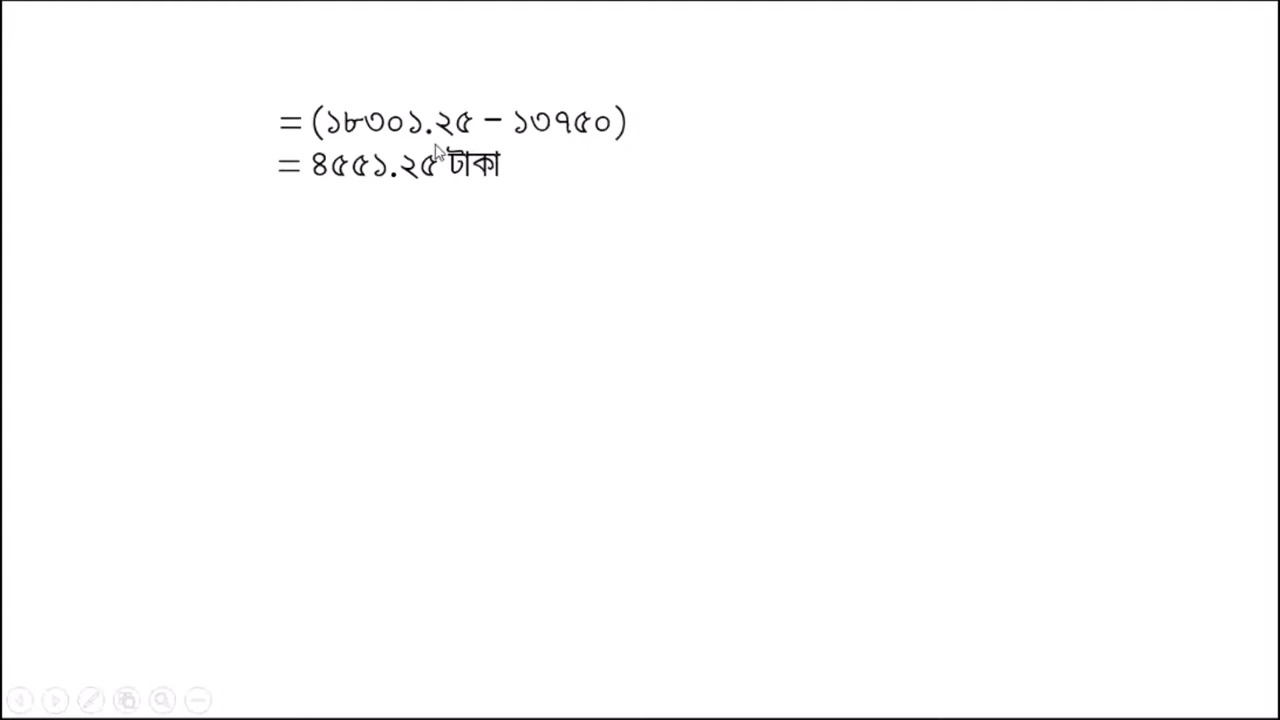 = (১৮৩০১.২৫ − ১৩৭৫০)
= ৪৫৫১.২৫ টাকা